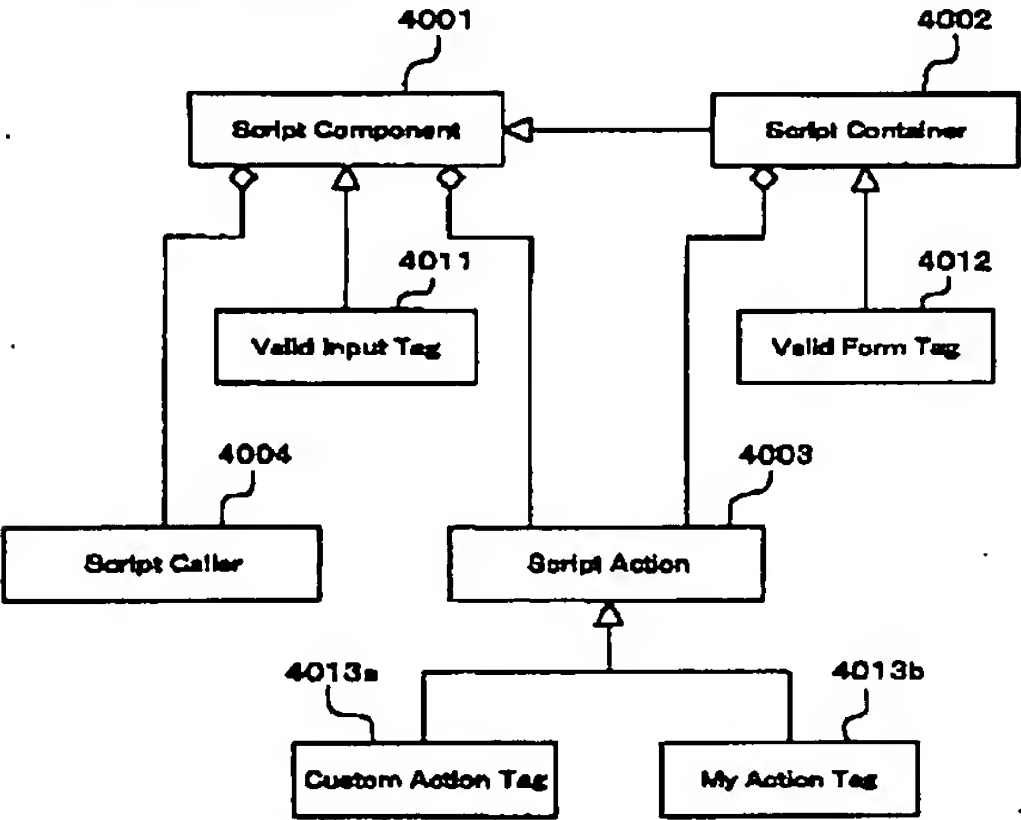 4001
4002
Script Component
Script Container
4011
4012
Valid Input Tag
Valid Form Tag
4004
4003
Script Caller
Script Action
4013a
4013b
Custom Action Tag
My Action Tag